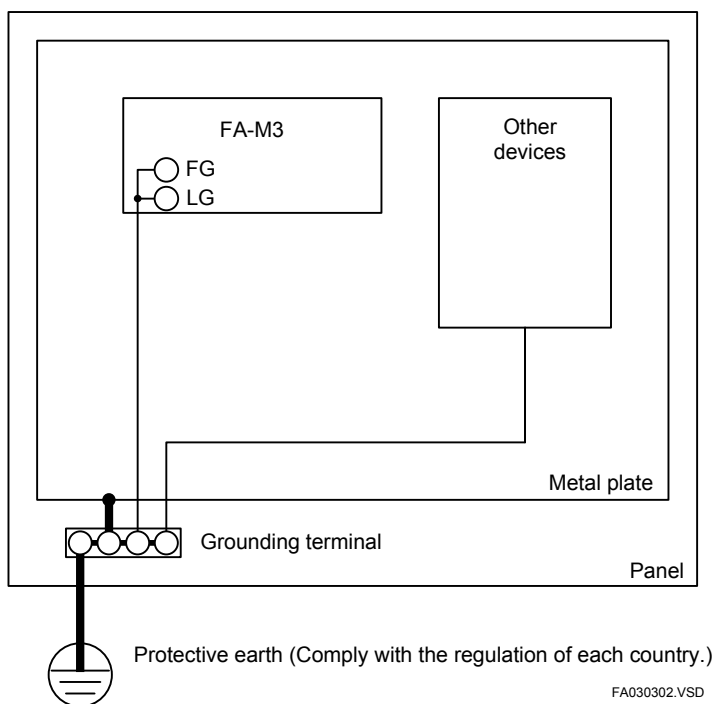 FA-M3
FG
LG
Other
devices
Metal plate
Grounding terminal
Panel
Protective earth (Comply with the regulation of each country.)
FA030302.VSD